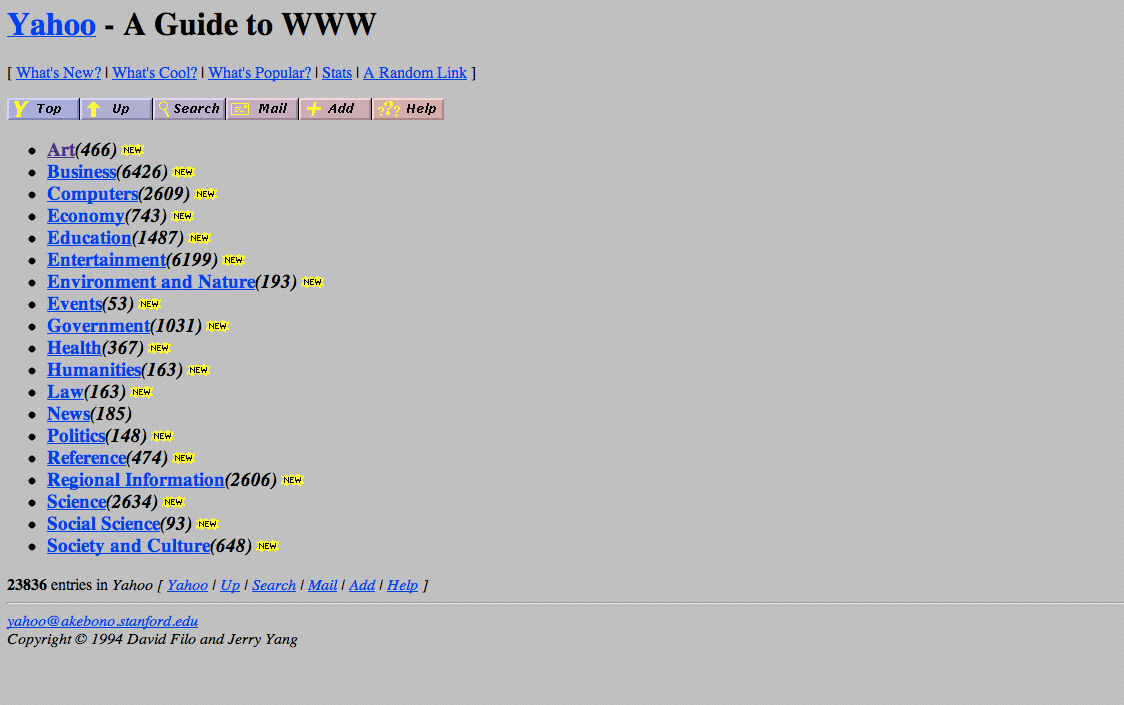 Yahoo - A Guide to WWW
[ What's New? | What's Cool? | What's Popular? | Stats | A Random Link ]
Y Top Up Search Mail Add ??? Help
Art(466) NEW
Business(6426) NEW
Computers(2609) NEW
Economy(743) NEW
Education(1487) NEW
Entertainment(6199) NEW
Environment and Nature(193) NEW
Events(53) NEW
Government(1031) NEW
Health(367) NEW
Humanities(163) NEW
Law(163) NEW
News(185)
Politics(148) NEW
Reference(474) NEW
Regional Information(2606) NEW
Science(2634) NEW
Social Science(93) NEW
Society and Culture(648) NEW
23836 entries in Yahoo [ Yahoo | Up | Search | Mail | Add | Help ]
yahoo@akebono.stanford.edu
Copyright © 1994 David Filo and Jerry Yang